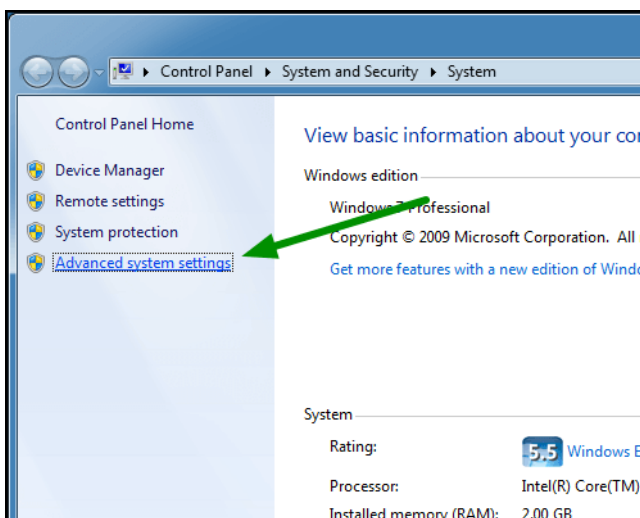 Control Panel ▸ System and Security ▸ System
Control Panel Home
Device Manager
Remote settings
System protection
Advanced system settings
View basic information about your
Windows edition
Windows 7 Professional
Copyright © 2009 Microsoft Corporation. All
Get more features with a new edition of
System
Rating:
5.5 Windows
Processor:
Intel(R) Core(TM)
Installed memory (RAM):
2.00 GB